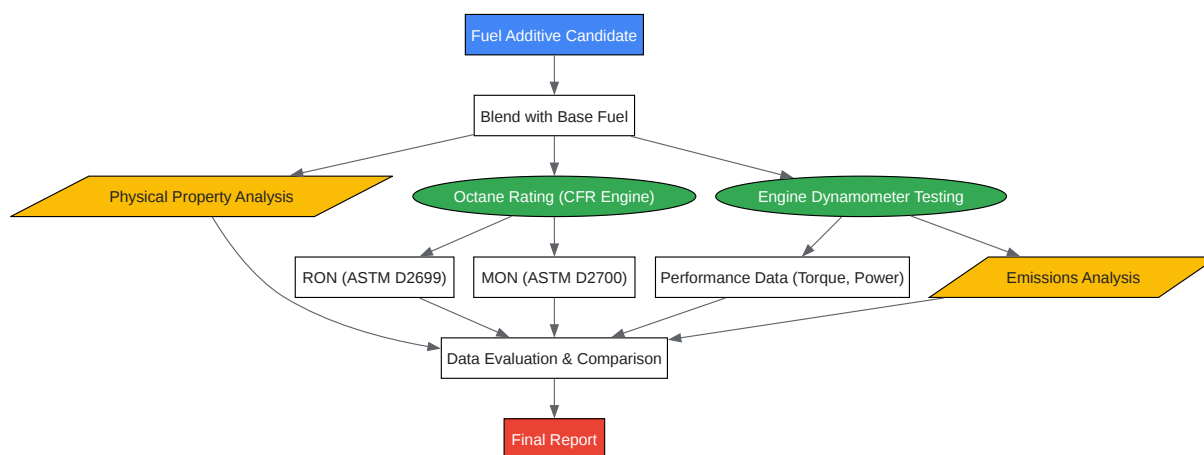 Fuel Additive Candidate
Blend with Base Fuel
Physical Property Analysis
Octane Rating (CFR Engine)
Engine Dynamometer Testing
RON (ASTM D2699)
MON (ASTM D2700)
Performance Data (Torque, Power)
Emissions Analysis
Data Evaluation & Comparison
Final Report